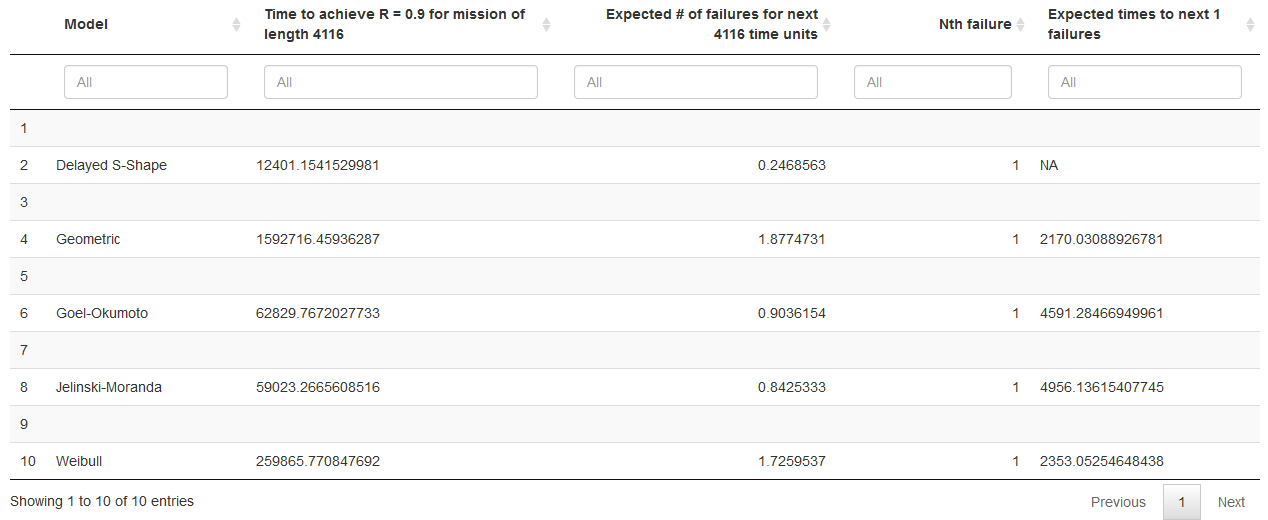 Model
Time to achieve R = 0.9 for mission of
length 4116
Expected # of failures for next
4116 time units
Nth failure
Expected times to next 1
failures
All All All All All
1
2 Delayed S-Shape 12401.1541529981 0.2468563 1 NA
3
4 Geometric 1592716.45936287 1.8774731 1 2170.03088926781
5
6 Goel-Okumoto 62829.7672027733 0.9036154 1 4591.28466949961
7
8 Jelinski-Moranda 59023.2665608516 0.8425333 1 4956.13615407745
9
10 Weibull 259865.770847692 1.7259537 1 2353.05254648438
Showing 1 to 10 of 10 entries
Previous 1 Next